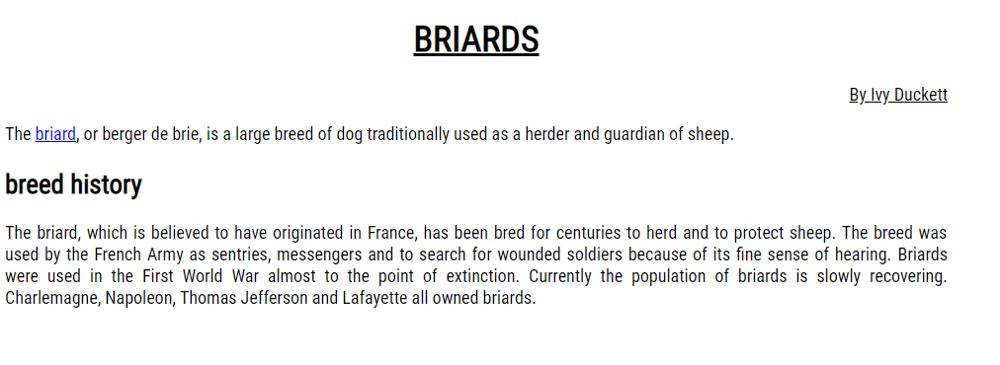 BRIARDS
By Ivy Duckett
The briard, or berger de brie, is a large breed of dog traditionally used as a herder and guardian of sheep.
breed history
The briard, which is believed to have originated in France, has been bred for centuries to herd and to protect sheep. The breed was
used by the French Army as sentries, messengers and to search for wounded soldiers because of its fine sense of hearing. Briards
were used in the First World War almost to the point of extinction. Currently the population of briards is slowly recovering.
Charlemagne, Napoleon, Thomas Jefferson and Lafayette all owned briards.